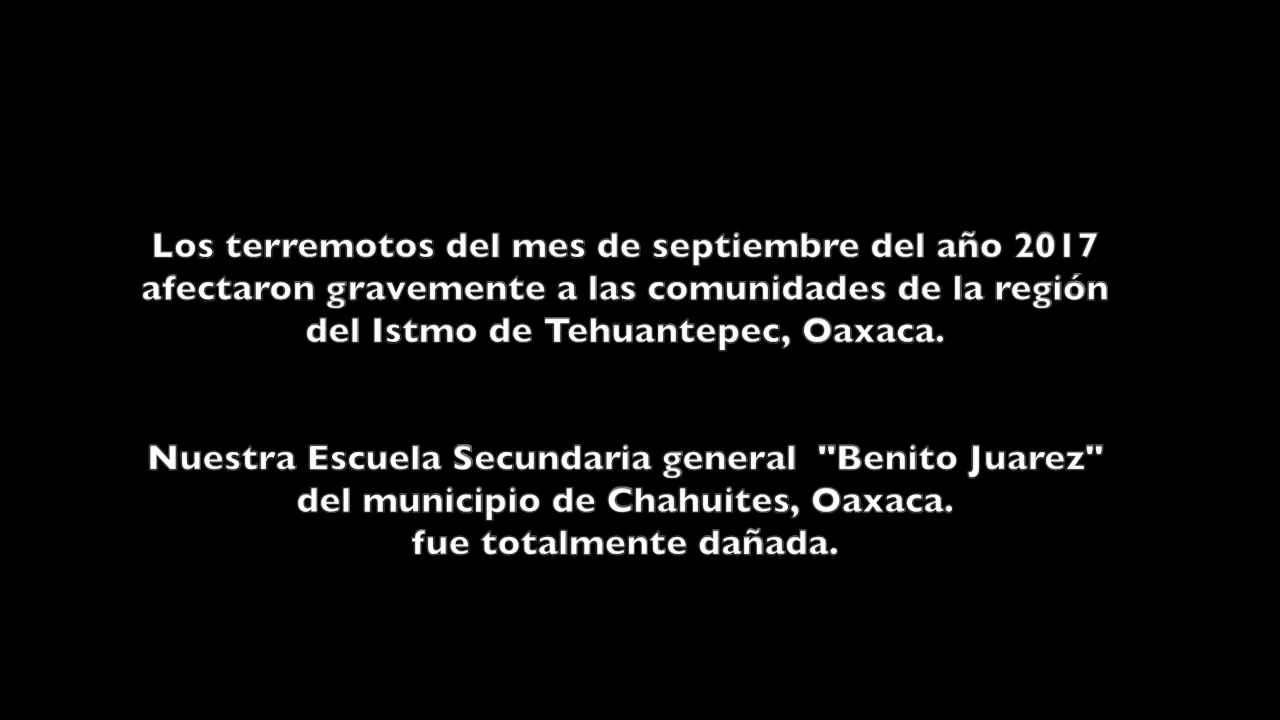 Los terremotos del mes de septiembre del año 2017
afectaron gravemente a las comunidades de la región
del Istmo de Tehuantepec, Oaxaca.
Nuestra Escuela Secundaria general  "Benito Juarez"
del municipio de Chahuites, Oaxaca.
fue totalmente dañada.